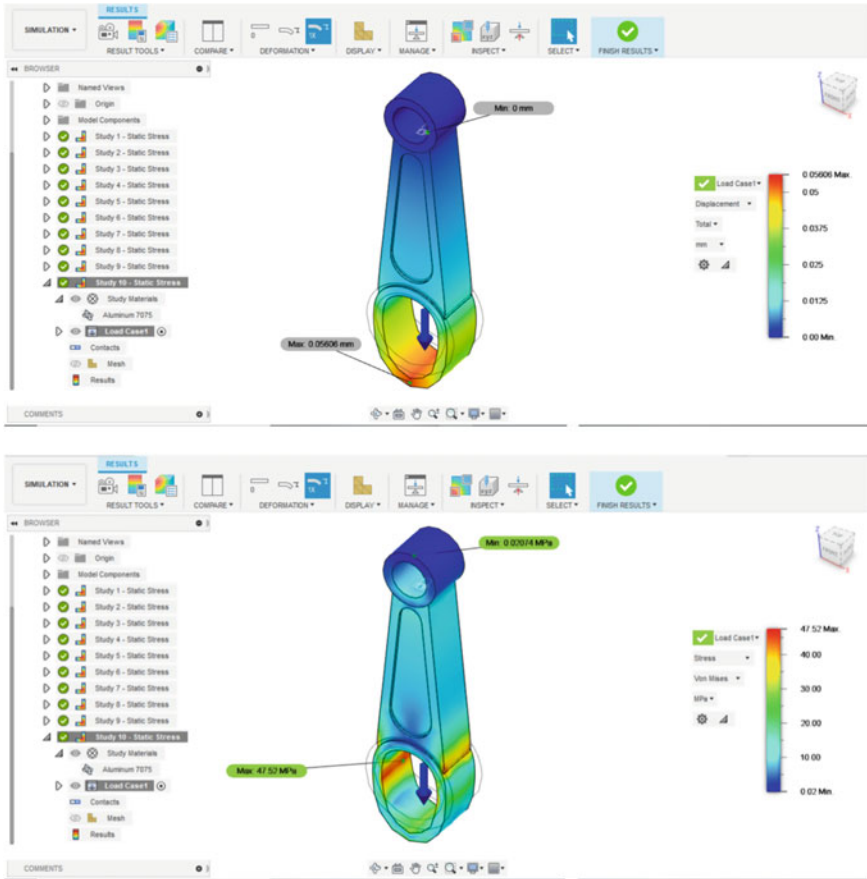 RESULTS
SIMULATION
RESULT TOOLS COMPARE DEFORMATION DISPLAY MANAGE INSPECT SELECT FINISH RESULTS
BROWSER
Named Views
Origin
Model Components
Study 1 - Static Stress
Study 2 - Static Stress
Study 3 - Static Stress
Study 4 - Static Stress
Study 5 - Static Stress
Study 6 - Static Stress
Study 7 - Static Stress
Study 8 - Static Stress
Study 9 - Static Stress
Study 10 - Static Stress
Study Materials
Aluminum 7075
Load Case1
Contacts
Mesh
Results
COMMENTS
Min: 0 mm
Max: 0.05606 mm
Z
X
FRONT
Load Case1
Displacement
Total
mm
0.05606 Max.
0.05
0.0375
0.025
0.0125
0.00 Min.
RESULTS
SIMULATION
RESULT TOOLS COMPARE DEFORMATION DISPLAY MANAGE INSPECT SELECT FINISH RESULTS
BROWSER
Named Views
Origin
Model Components
Study 1 - Static Stress
Study 2 - Static Stress
Study 3 - Static Stress
Study 4 - Static Stress
Study 5 - Static Stress
Study 6 - Static Stress
Study 7 - Static Stress
Study 8 - Static Stress
Study 9 - Static Stress
Study 10 - Static Stress
Study Materials
Aluminum 7075
Load Case1
Contacts
Mesh
Results
COMMENTS
Min: 0.02074 MPa
Max: 47.52 MPa
Z
X
FRONT
Load Case1
Stress
Von Mises
MPa
47.52 Max.
40.00
30.00
20.00
10.00
0.02 Min.